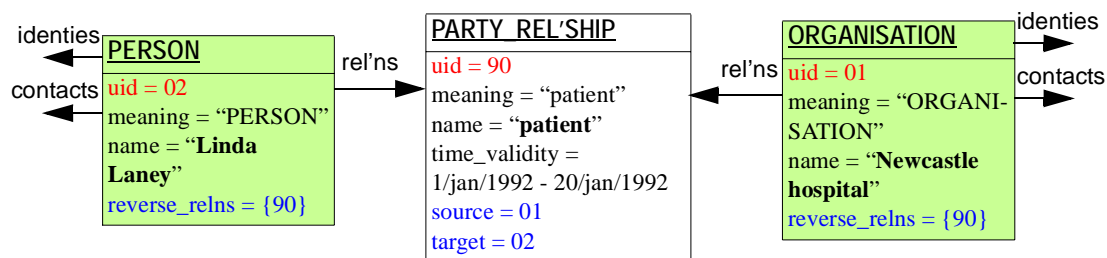 identies
contacts
PERSON
uid = 02
meaning = “PERSON”
name = “Linda
Laney”
reverse_relns = {90}
rel'ns
PARTY_REL’SHIP
uid = 90
meaning = “patient”
name = “patient”
time_validity =
1/jan/1992 - 20/jan/1992
source = 01
target = 02
rel'ns
ORGANISATION
uid = 01
meaning = “ORGANI-
SATION”
name = “Newcastle
hospital”
reverse_relns = {90}
identies
contacts